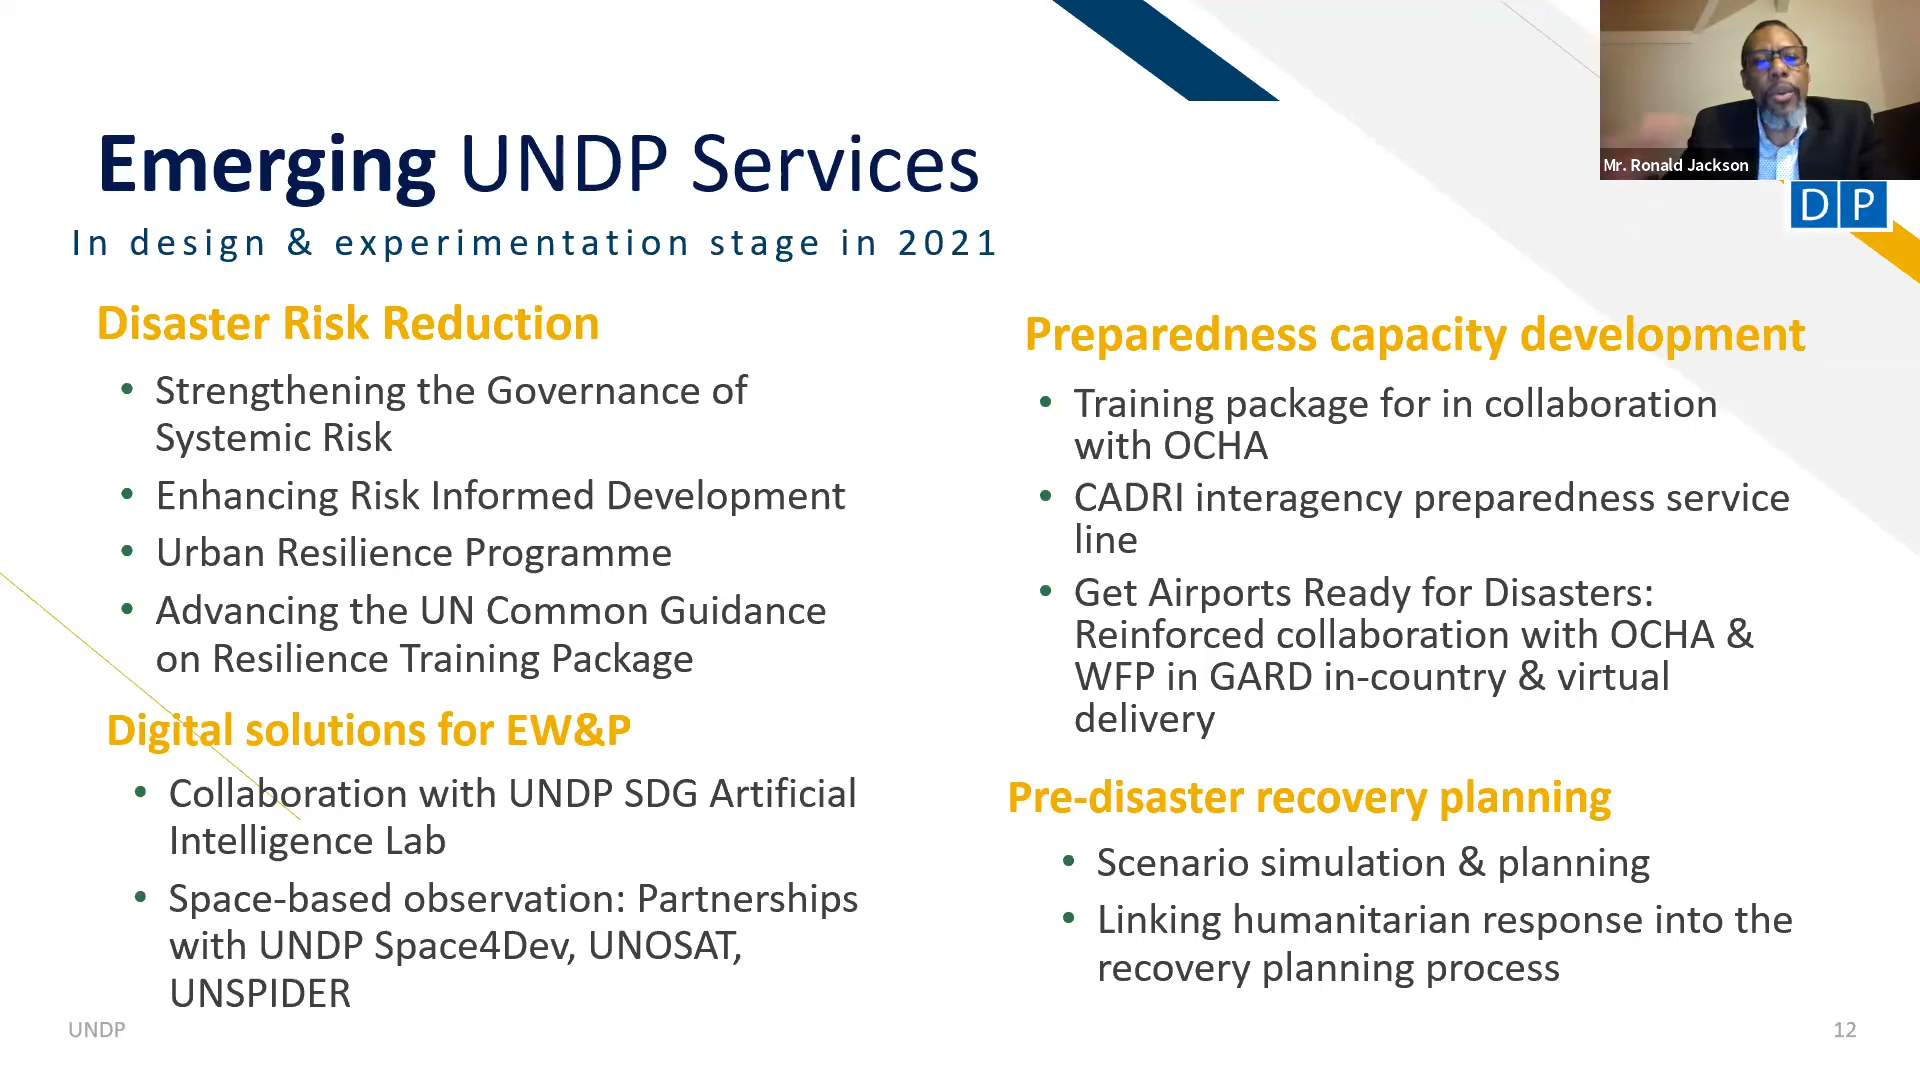 Emerging UNDP Services
In design & experimentation stage in 2021
Disaster Risk Reduction
• Strengthening the Governance of
Systemic Risk
• Enhancing Risk Informed Development
• Urban Resilience Programme
• Advancing the UN Common Guidance
on Resilience Training Package
Digital solutions for EW&P
• Collaboration with UNDP SDG Artificial
Intelligence Lab
• Space-based observation: Partnerships
with UNDP Space4Dev, UNOSAT,
UNSPIDER
Preparedness capacity development
• Training package for in collaboration
with OCHA
• CADRI interagency preparedness service
line
• Get Airports Ready for Disasters:
Reinforced collaboration with OCHA &
WFP in GARD in-country & virtual
delivery
Pre-disaster recovery planning
• Scenario simulation & planning
• Linking humanitarian response into the
recovery planning process
Mr. Ronald Jackson
D P
UNDP
12